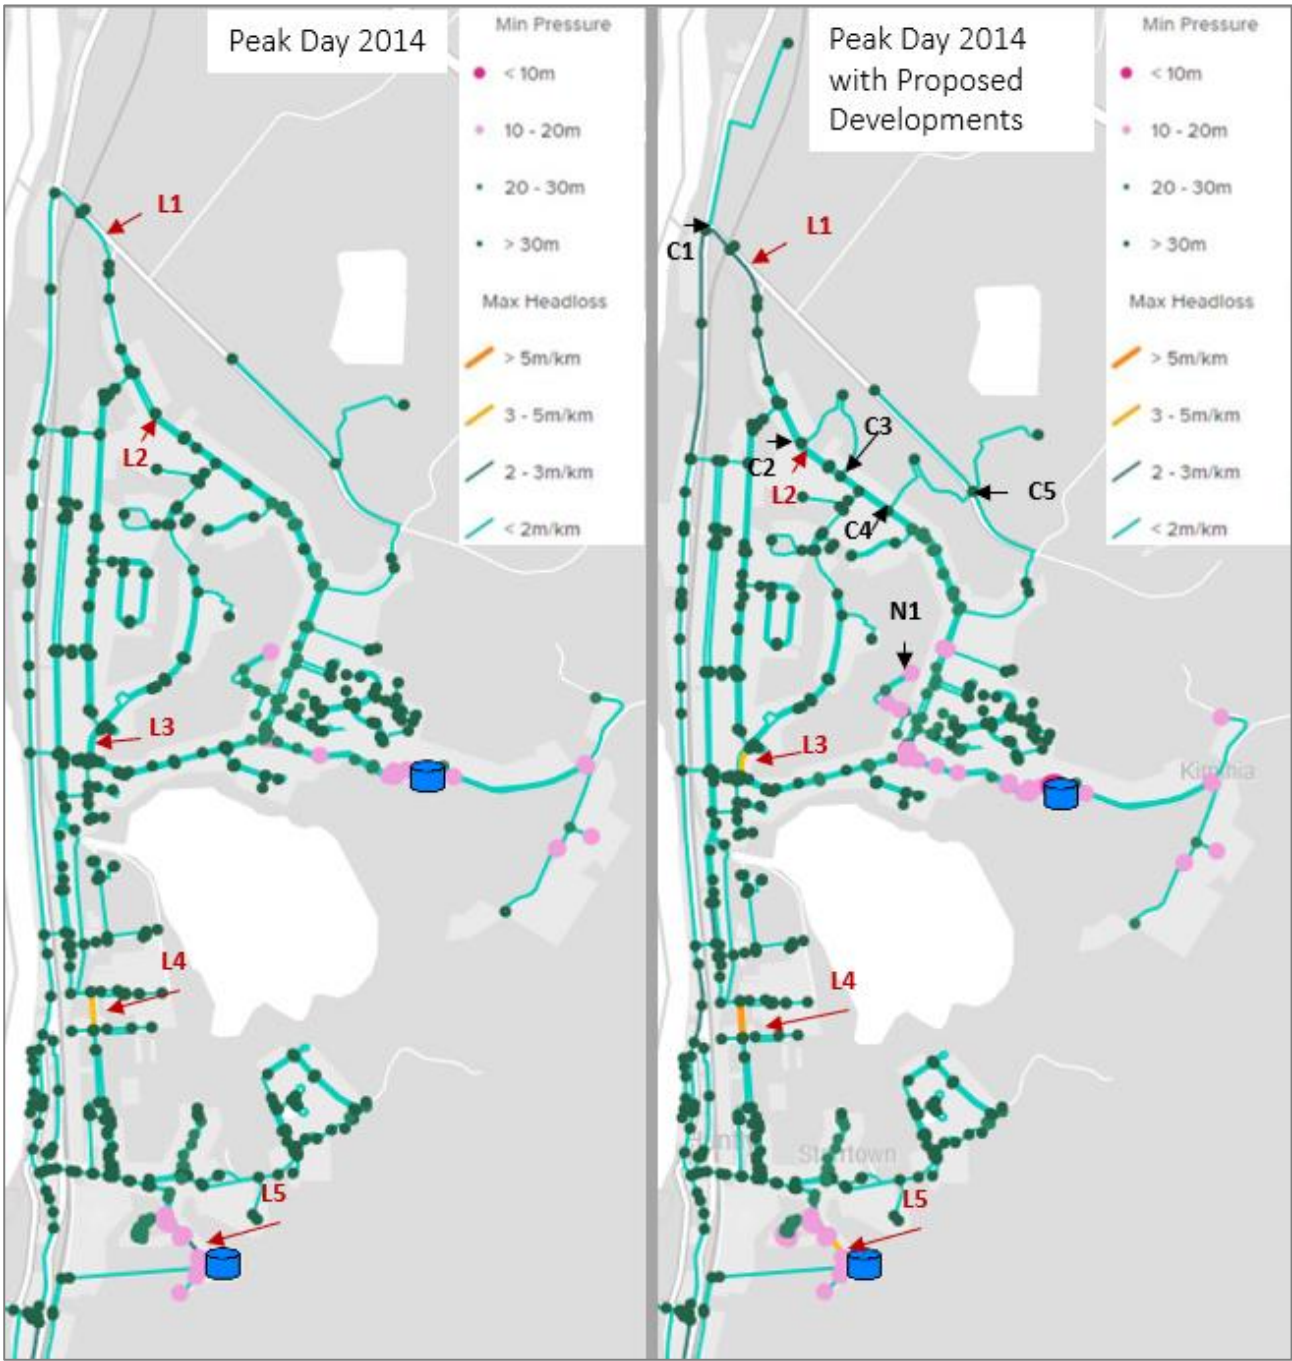 Peak Day 2014
Min Pressure
< 10m
10 - 20m
20 - 30m
> 30m
Max Headloss
> 5m/km
3 - 5m/km
2 - 3m/km
< 2m/km
L1
L2
L3
L4
L5
Peak Day 2014
with Proposed
Developments
Min Pressure
< 10m
10 - 20m
20 - 30m
> 30m
Max Headloss
> 5m/km
3 - 5m/km
2 - 3m/km
< 2m/km
C1
L1
C3
C2
L2
C5
C4
N1
L3
L4
L5